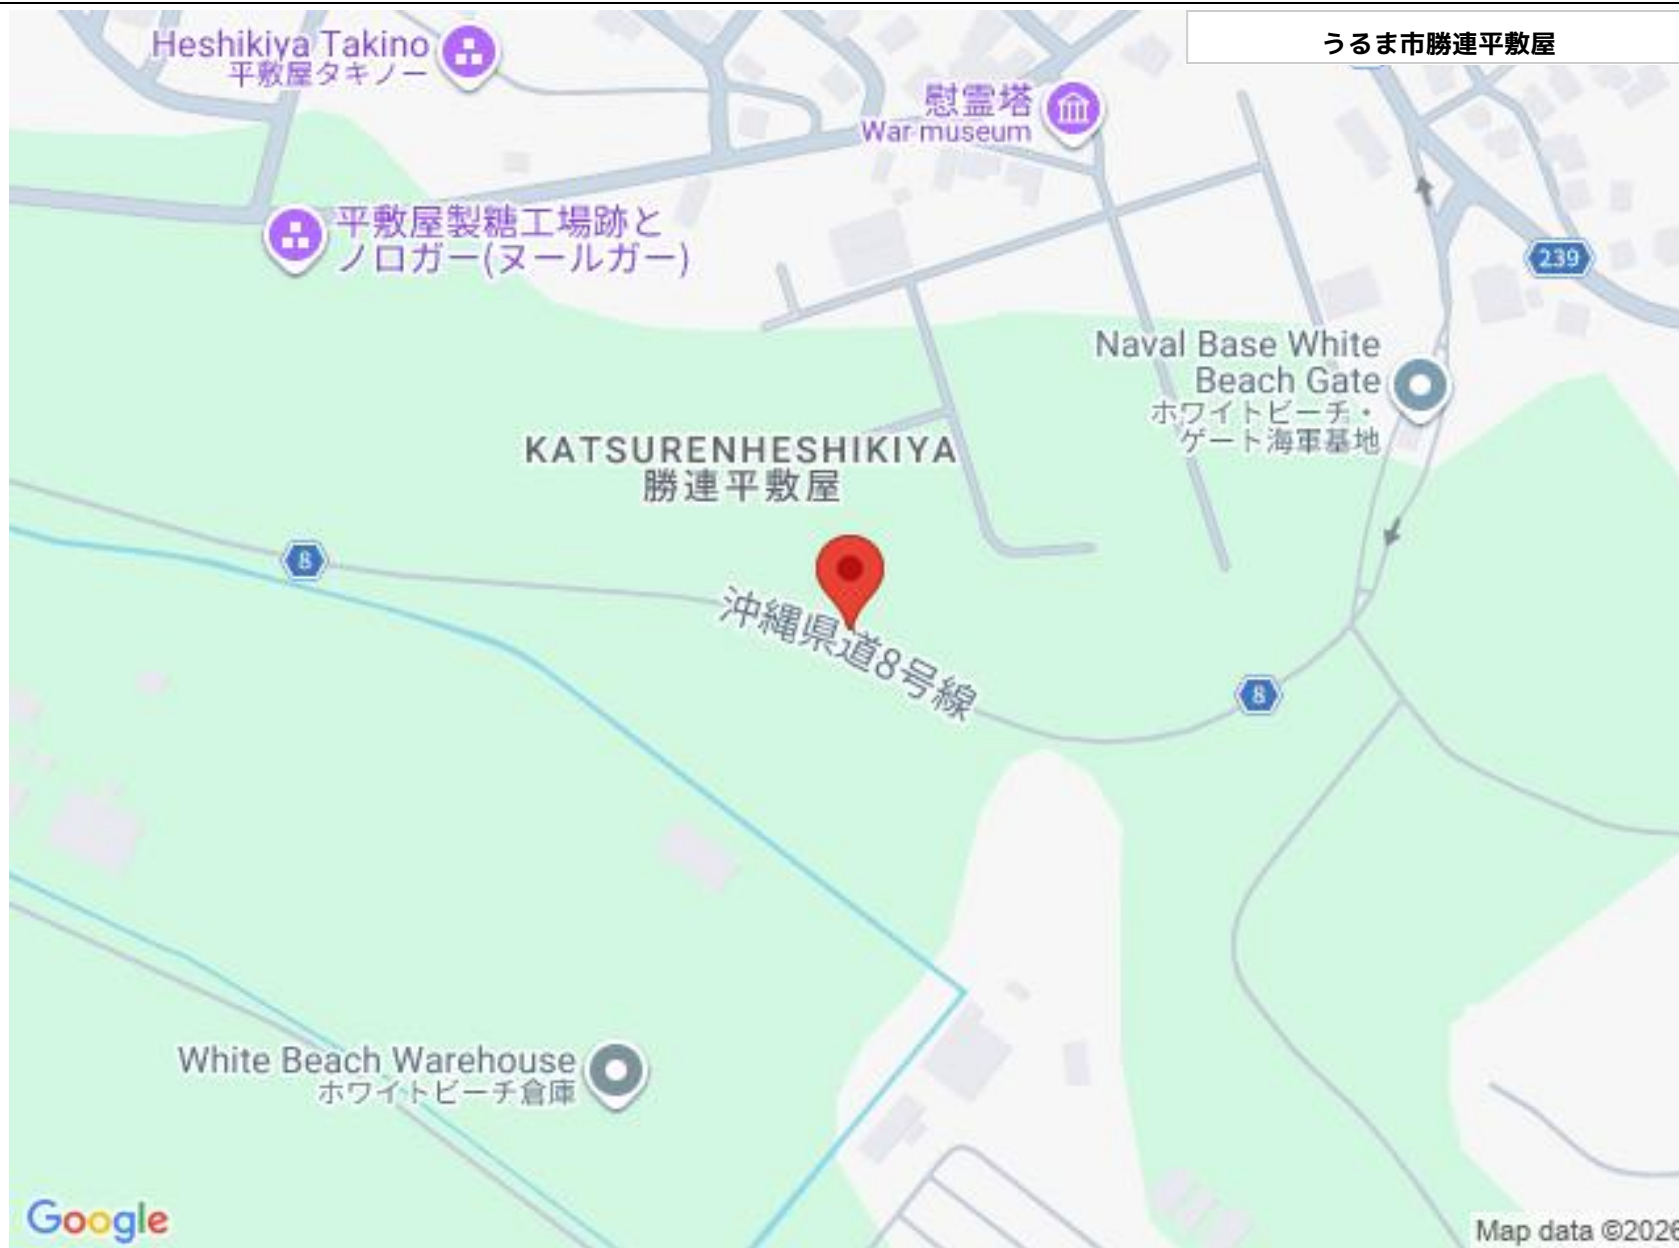 うるま市勝連平敷屋
Heshikiya Takino
平敷屋タキノー
慰霊塔
War museum
平敷屋製糖工場跡と
ノロガー(ヌールガー)
239
Naval Base White
Beach Gate
ホワイトビーチ・
ゲート海軍基地
KATSURENHESHIKIYA
勝連平敷屋
8
沖縄県道8号線
8
White Beach Warehouse
ホワイトビーチ倉庫
Google
Map data ©2026